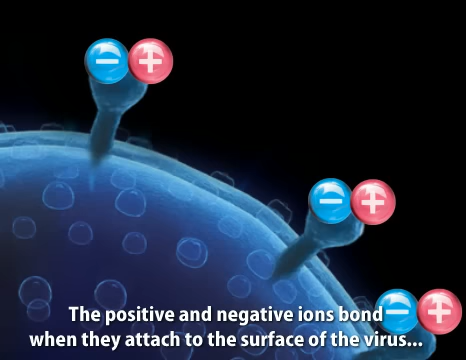 − +
− +
− +
The positive and negative ions bond
when they attach to the surface of the virus...